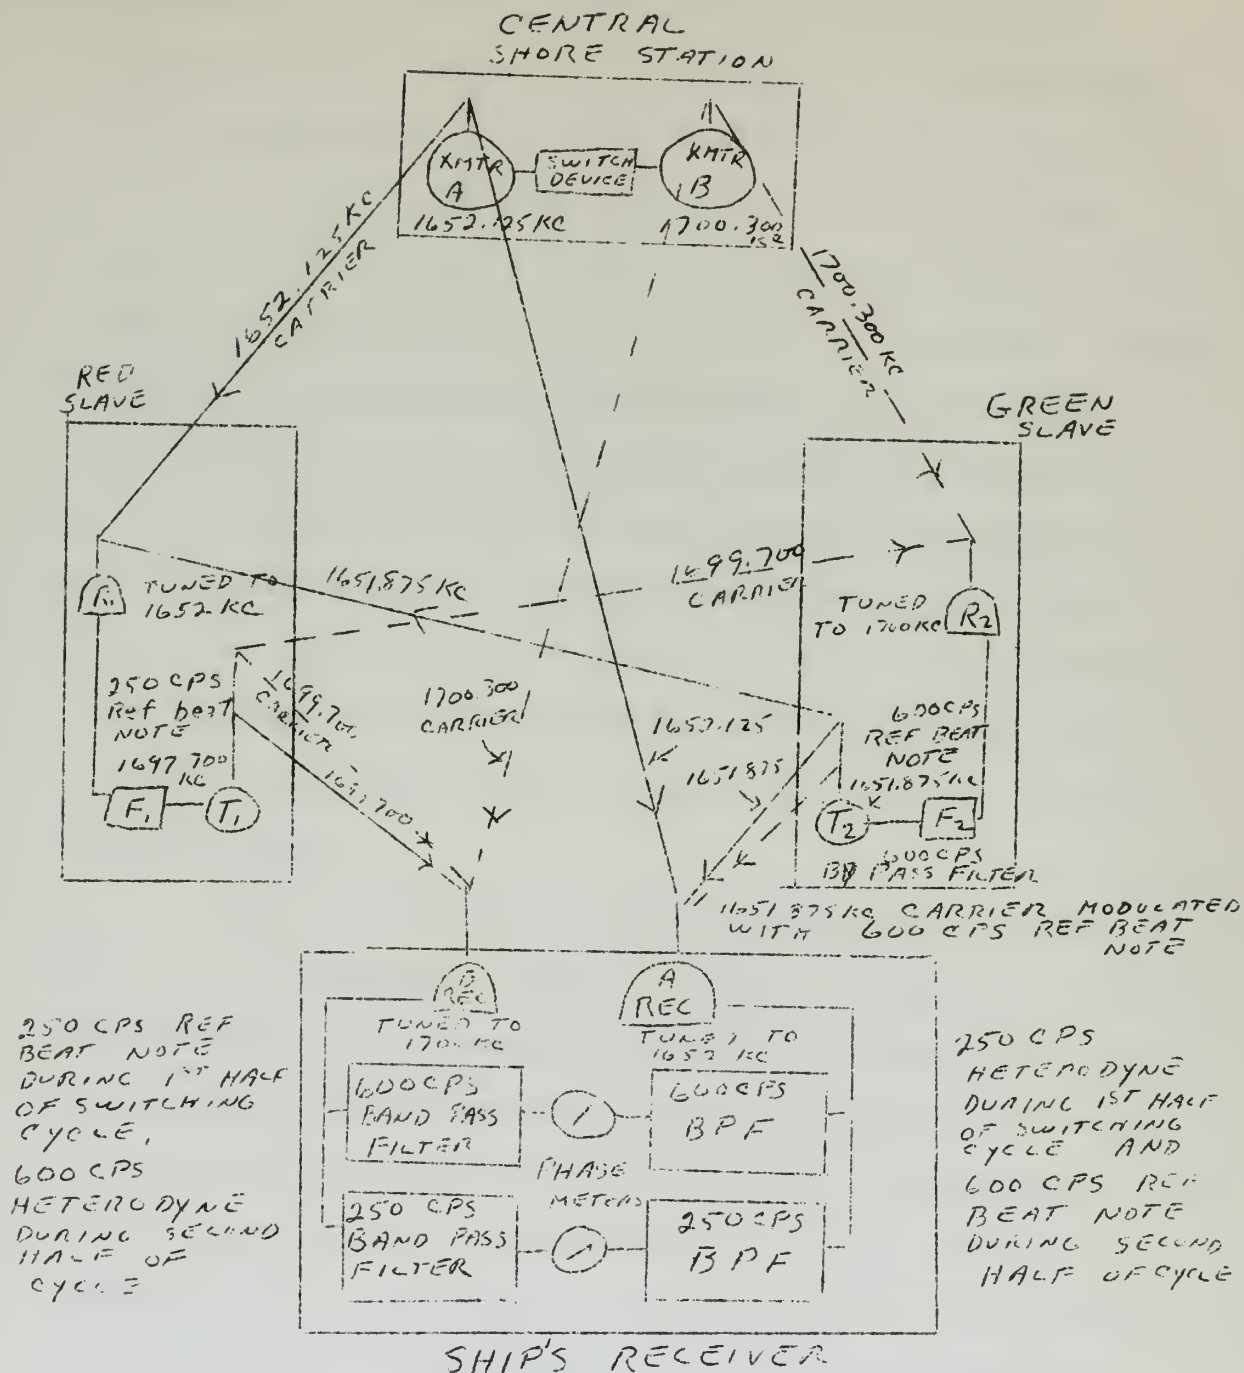 CENTRAL
SHORE STATION
XMTR
A
SWITCH
DEVICE
XMTR
B
1652.125 KC
1700.300
1652.125 KC
CARRIER
1700.300 KC
CARRIER
RED
SLAVE
GREEN
SLAVE
TUNED TO
1652 KC
1651.875 KC
1699.700
CARRIER
TUNED
TO 1700 KC
R2
250 CPS
Ref beat
NOTE
1697.700
KC
F1
T1
1699.700
CARRIER
1700.300
CARRIER
1652.125
1651.875
600 CPS
REF BEAT
NOTE
1651.875 KC
T2
F2
600 CPS
PASS FILTER
1651.875 KC CARRIER MODULATED
WITH 600 CPS REF BEAT
NOTE
REC
TUNED TO
1700 KC
A
REC
TUNED TO
1652 KC
600 CPS
BAND PASS
FILTER
600 CPS
BPF
PHASE
METERS
250 CPS
BAND PASS
FILTER
250 CPS
BPF
250 CPS REF
BEAT NOTE
DURING 1ST HALF
OF SWITCHING
CYCLE,
600 CPS
HETERODYNE
DURING SECOND
HALF OF
CYCLE
250 CPS
HETERODYNE
DURING 1ST HALF
OF SWITCHING
CYCLE AND
600 CPS REF
BEAT NOTE
DURING SECOND
HALF OF CYCLE
SHIP'S RECEIVER